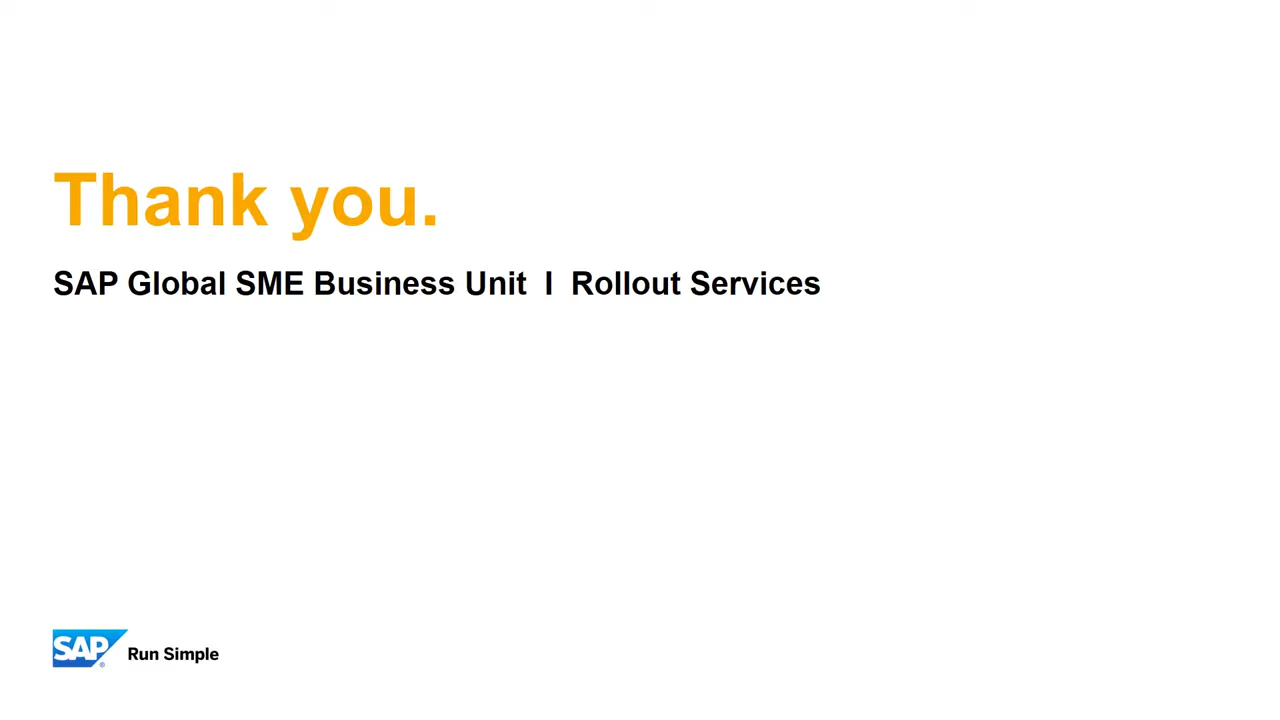 Thank you.
SAP Global SME Business Unit I Rollout Services
SAP® Run Simple